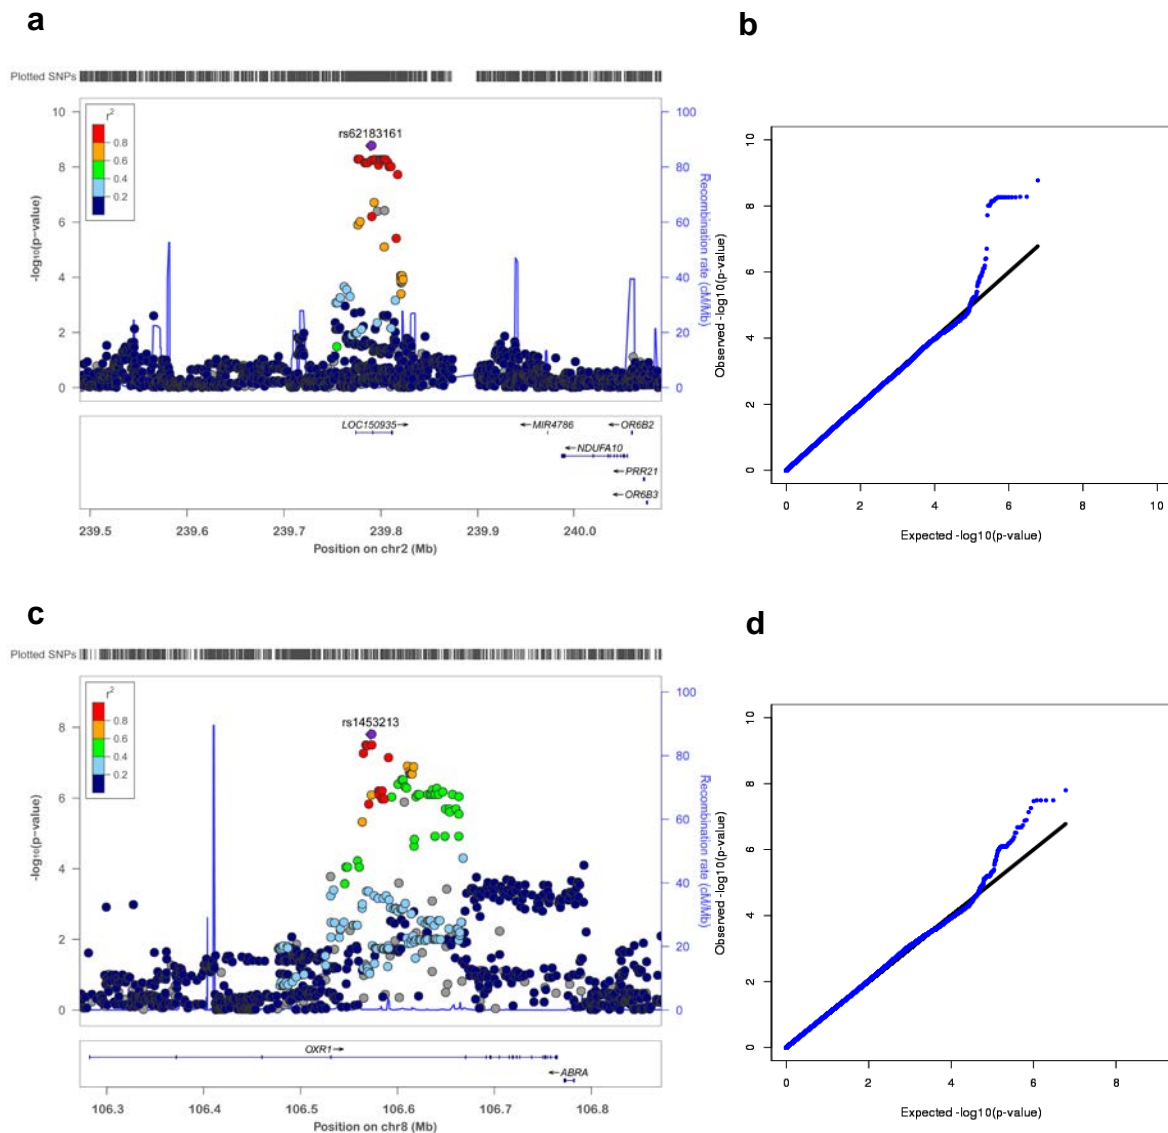 a
Plotted SNPs
10
8
6
4
2
0
-log10(p-value)
r2
0.8
0.6
0.4
0.2
rs62183161
100
80
60
40
20
0
Recombination rate (cM/Mb)
LOC150935→
←MIR4786
←OR6B2
←NDUFA10
←PRR21
←OR6B3
239.5 239.6 239.7 239.8 239.9 240.0
Position on chr2 (Mb)
b
10
8
6
4
2
0
Observed -log10(p-value)
0 2 4 6 8 10
Expected -log10(p-value)
c
Plotted SNPs
8
6
4
2
0
-log10(p-value)
r2
0.8
0.6
0.4
0.2
rs1453213
100
80
60
40
20
0
Recombination rate (cM/Mb)
OXR1→
←ABRA
106.3 106.4 106.5 106.6 106.7 106.8
Position on chr8 (Mb)
d
10
8
6
4
2
0
Observed -log10(p-value)
0 2 4 6 8
Expected -log10(p-value)